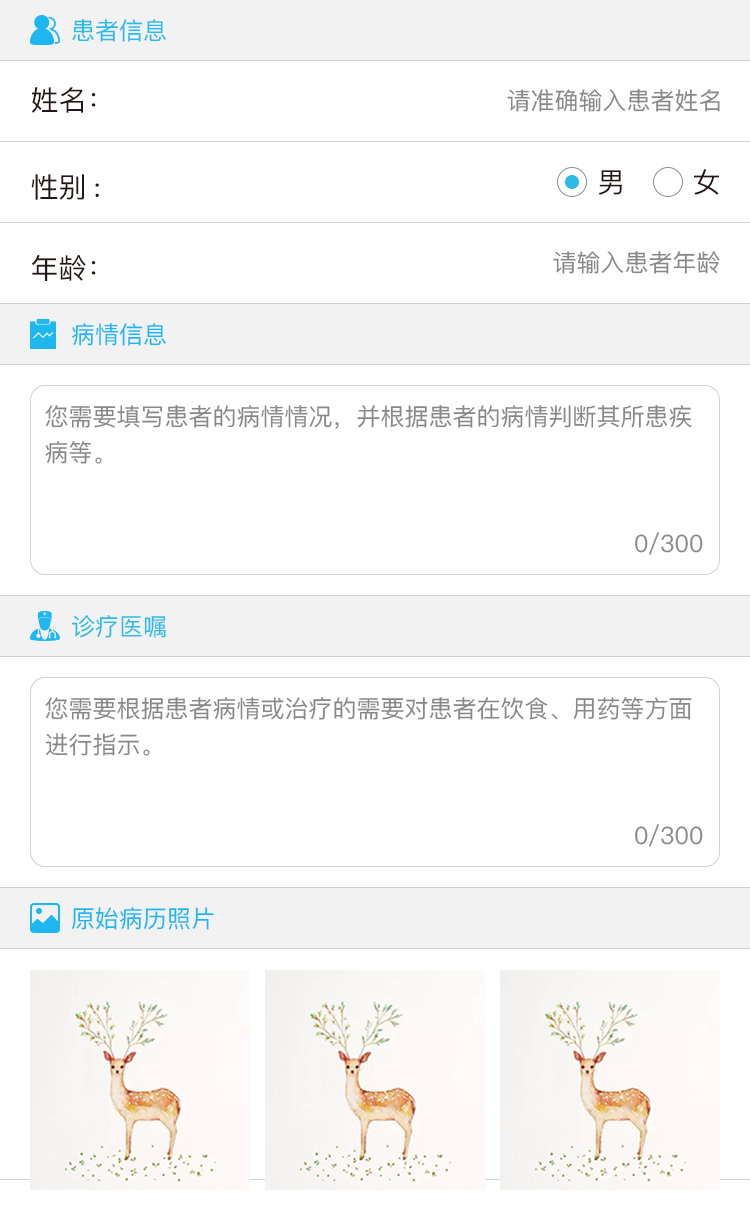 患者信息
姓名：
请准确输入患者姓名
性别：
男
女
年龄：
请输入患者年龄
病情信息
您需要填写患者的病情情况，并根据患者的病情判断其所患疾
病等。
0/300
诊疗医嘱
您需要根据患者病情或治疗的需要对患者在饮食、用药等方面
进行指示。
0/300
原始病历照片